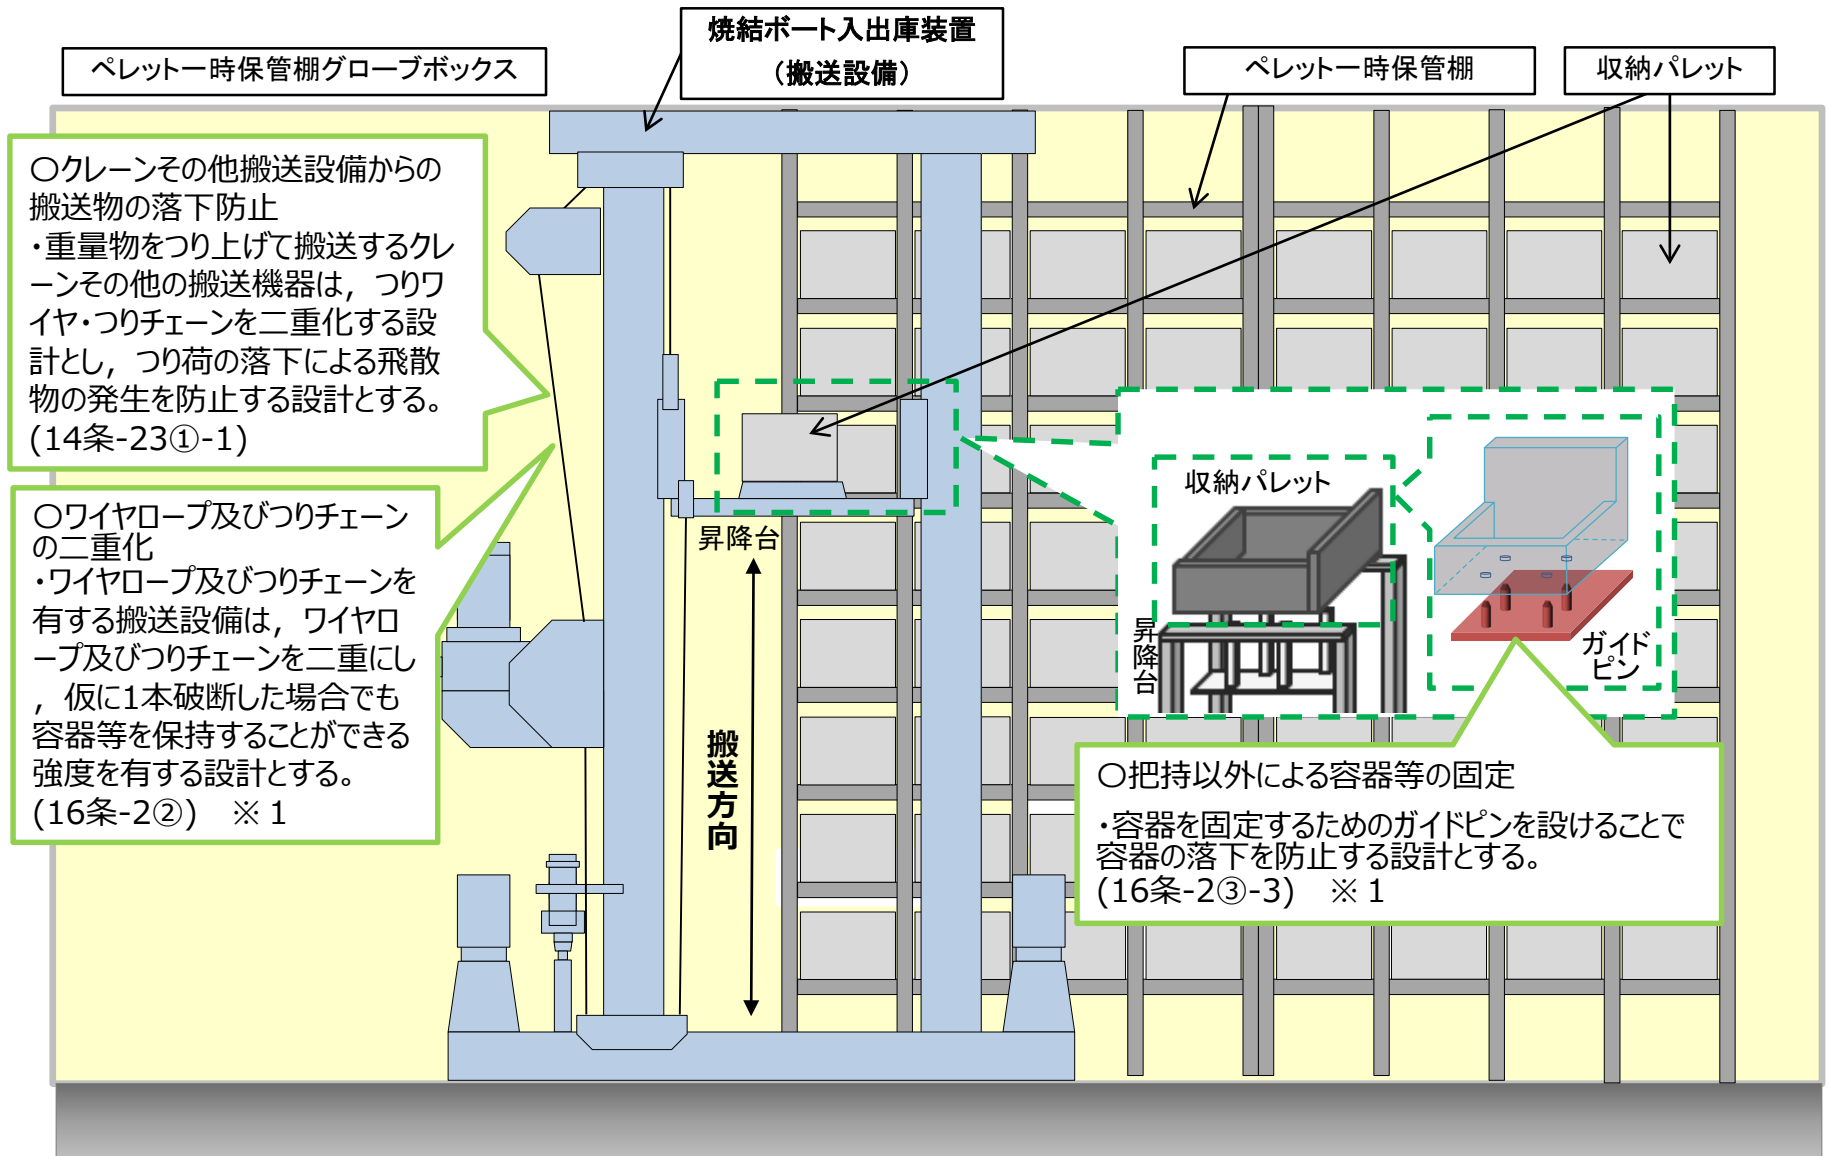 焼結ボート入出庫装置
（搬送設備）
ペレット一時保管棚グローブボックス
ペレット一時保管棚
収納パレット
○クレーンその他搬送設備からの
搬送物の落下防止
・重量物をつり上げて搬送するクレ
ーンその他の搬送機器は，つりワ
イヤ・つりチェーンを二重化する設
計とし，つり荷の落下による飛散
物の発生を防止する設計とする。
(14条-23①-1)
○ワイヤロープ及びつりチェーン
の二重化
・ワイヤロープ及びつりチェーンを
有する搬送設備は，ワイヤロ
ープ及びつりチェーンを二重にし
，仮に1本破断した場合でも
容器等を保持することができる
強度を有する設計とする。
(16条-2②)　※１
昇降台
搬送方向
収納パレット
昇降台
ガイド
ピン
○把持以外による容器等の固定
・容器を固定するためのガイドピンを設けることで
容器の落下を防止する設計とする。
(16条-2③-3)　※１